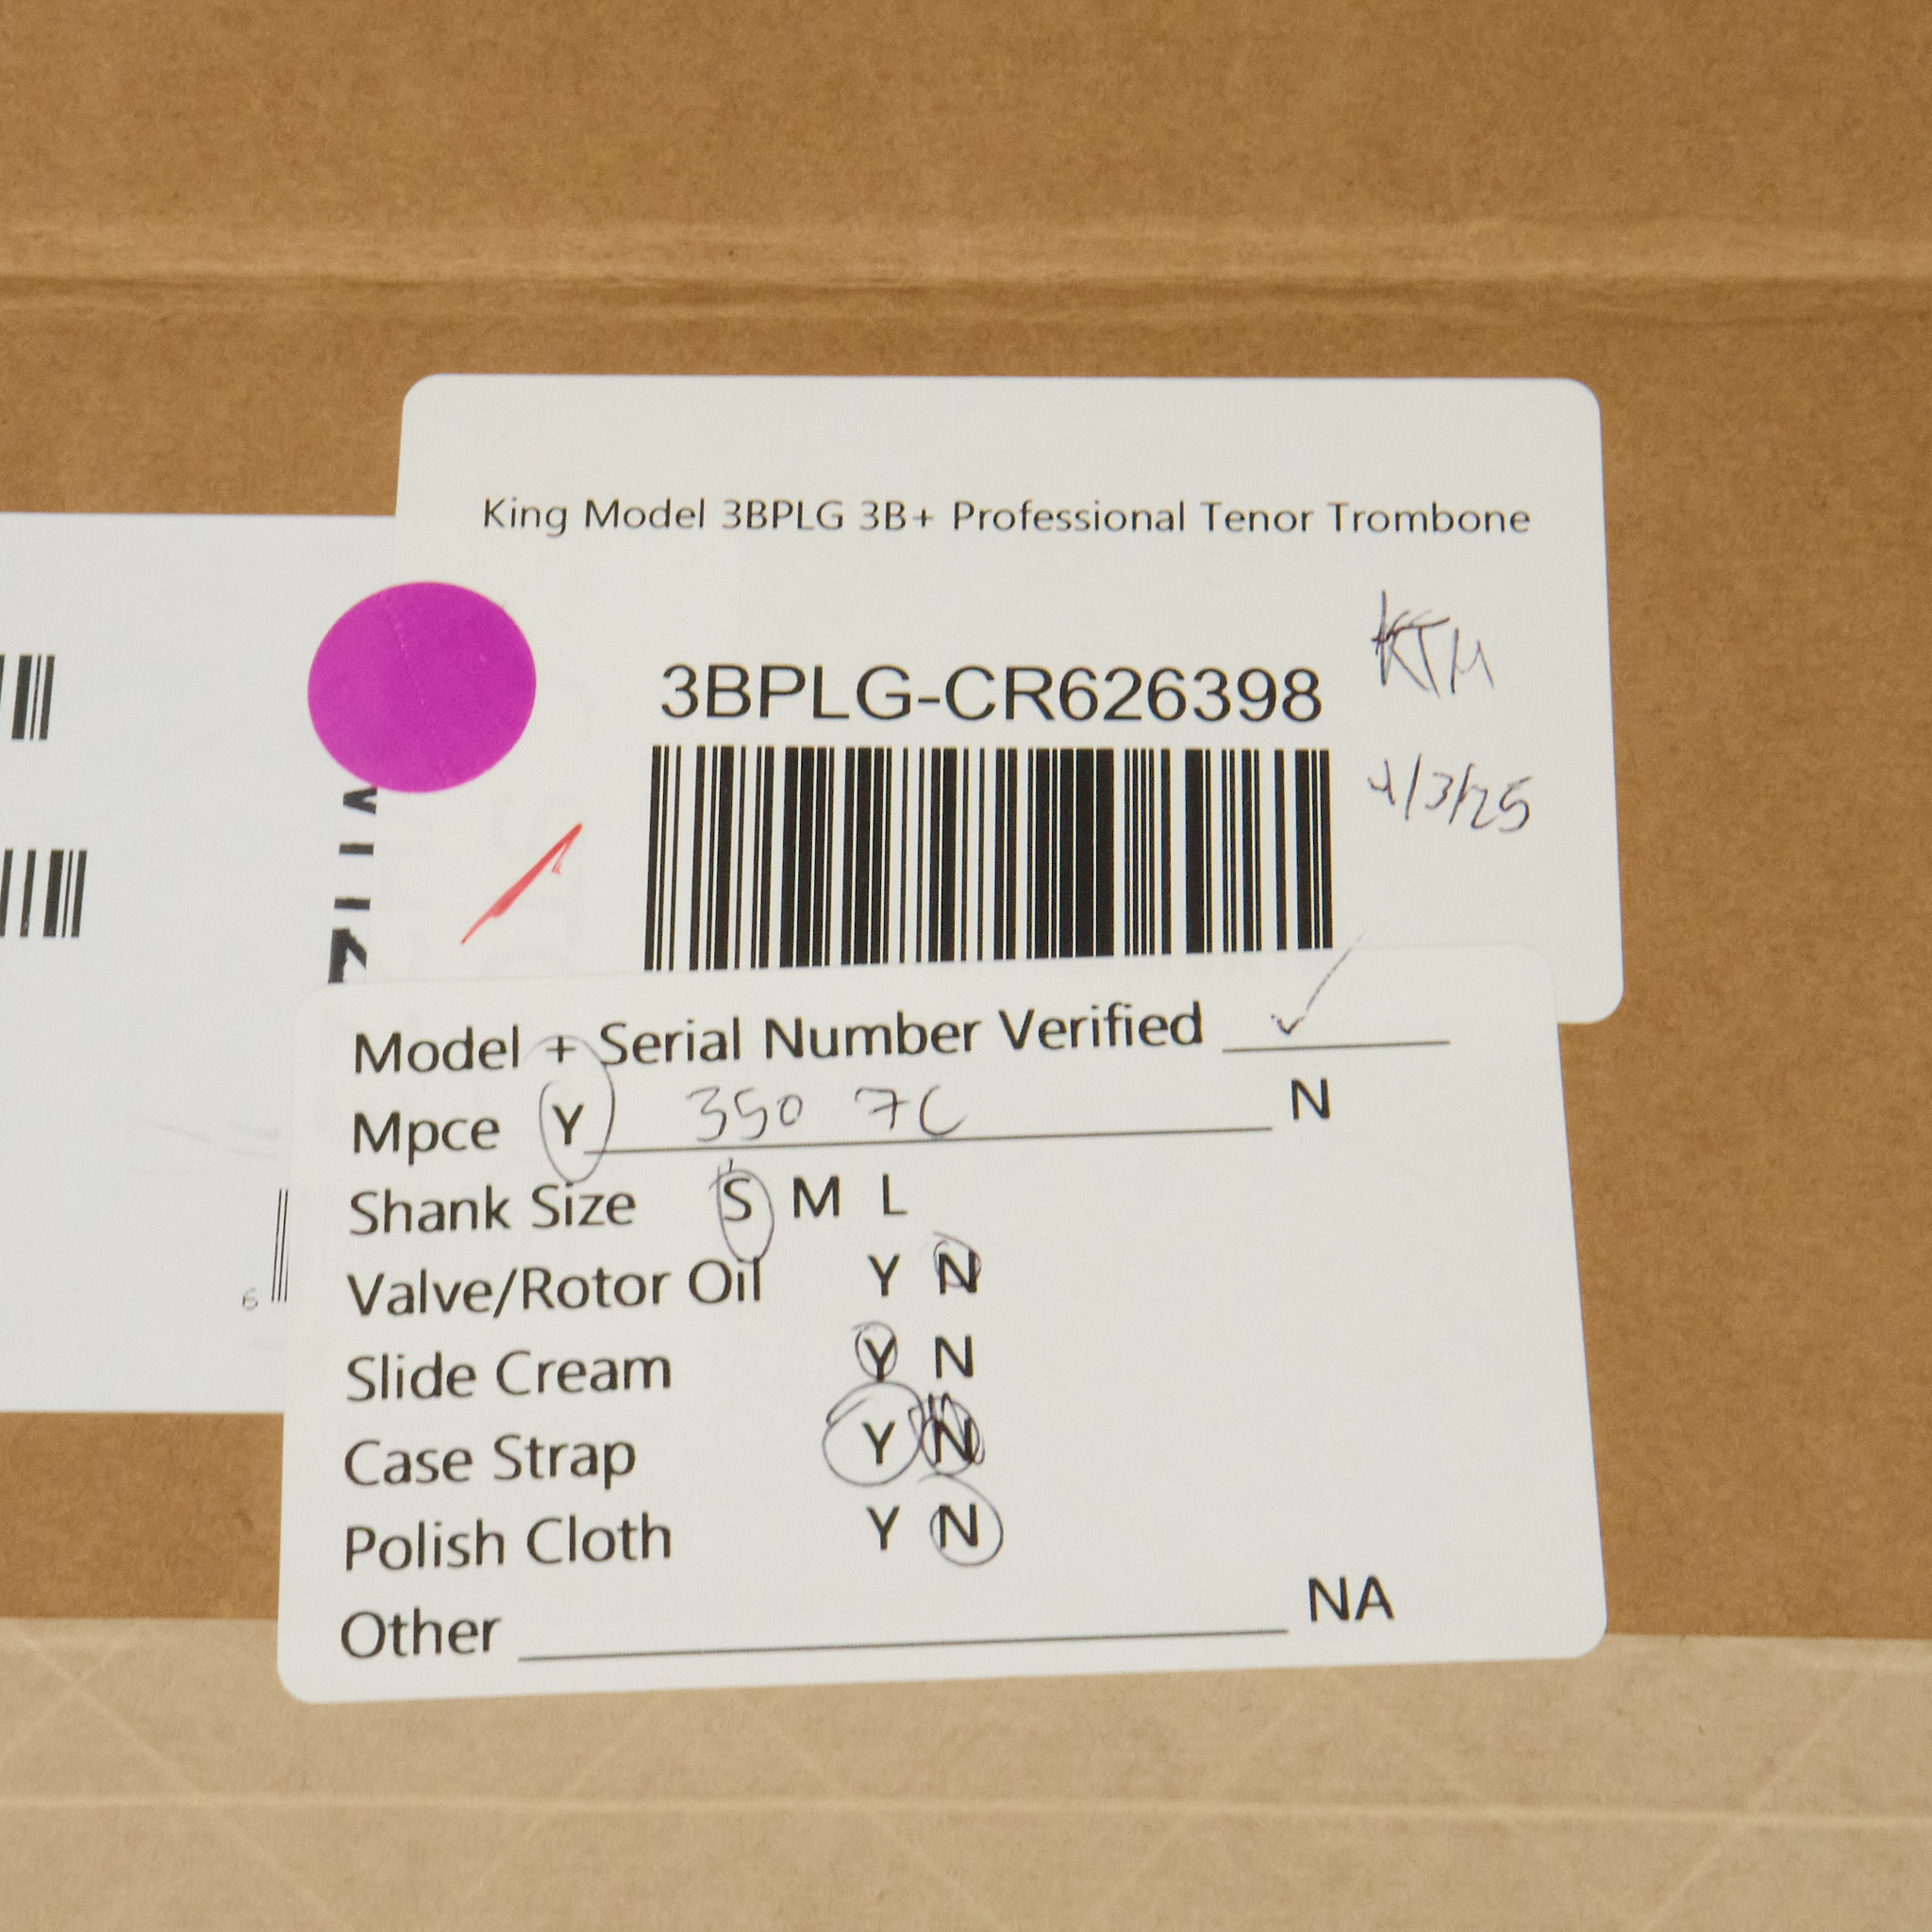 King Model 3BPLG 3B+ Professional Tenor Trombone
KTM
3BPLG-CR626398
4/3/25
Model + Serial Number Verified ✓
Mpce Y 350 7C N
Shank Size S M L
Valve/Rotor Oil Y N
Slide Cream Y N
Case Strap Y N
Polish Cloth Y N
Other NA
6